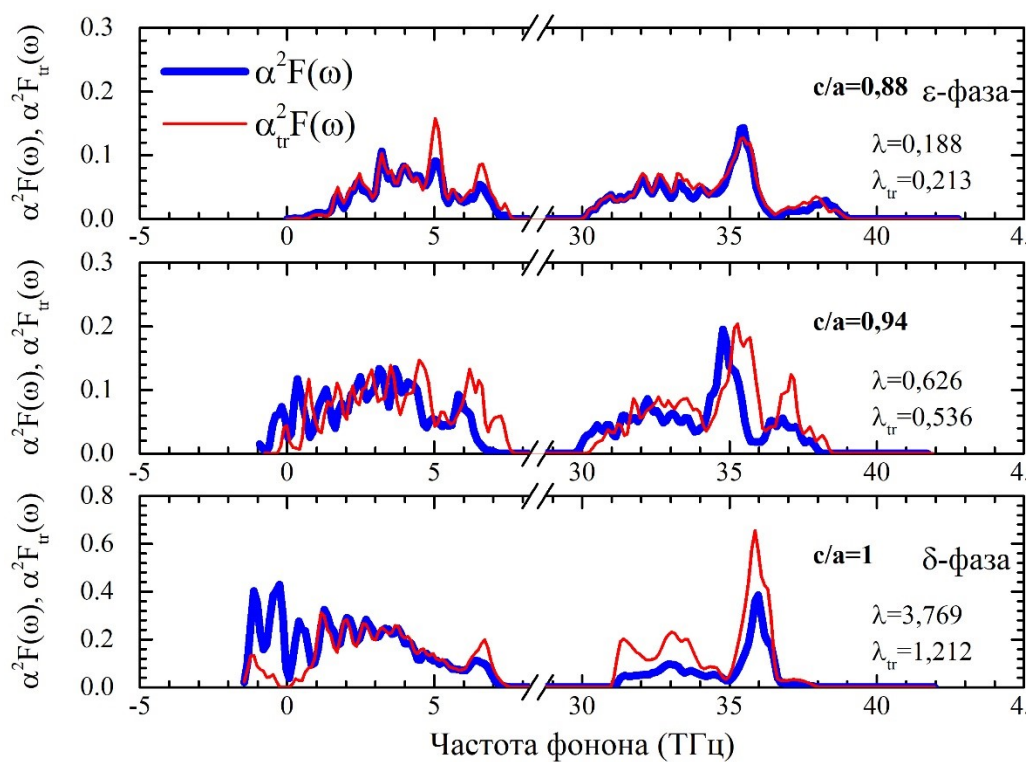 α²F(ω), α²F_tr(ω)
0.3
0.2
0.1
0.0
α²F(ω)
α²_trF(ω)
c/a=0,88 ε-фаза
λ=0,188
λ_tr=0,213
-5 0 5 30 35 40 4.
α²F(ω), α²F_tr(ω)
0.3
0.2
0.1
0.0
c/a=0,94
λ=0,626
λ_tr=0,536
-5 0 5 30 35 40 4.
α²F(ω), α²F_tr(ω)
0.8
0.6
0.4
0.2
0.0
c/a=1 δ-фаза
λ=3,769
λ_tr=1,212
-5 0 5 30 35 40 4.
Частота фонона (ТГц)